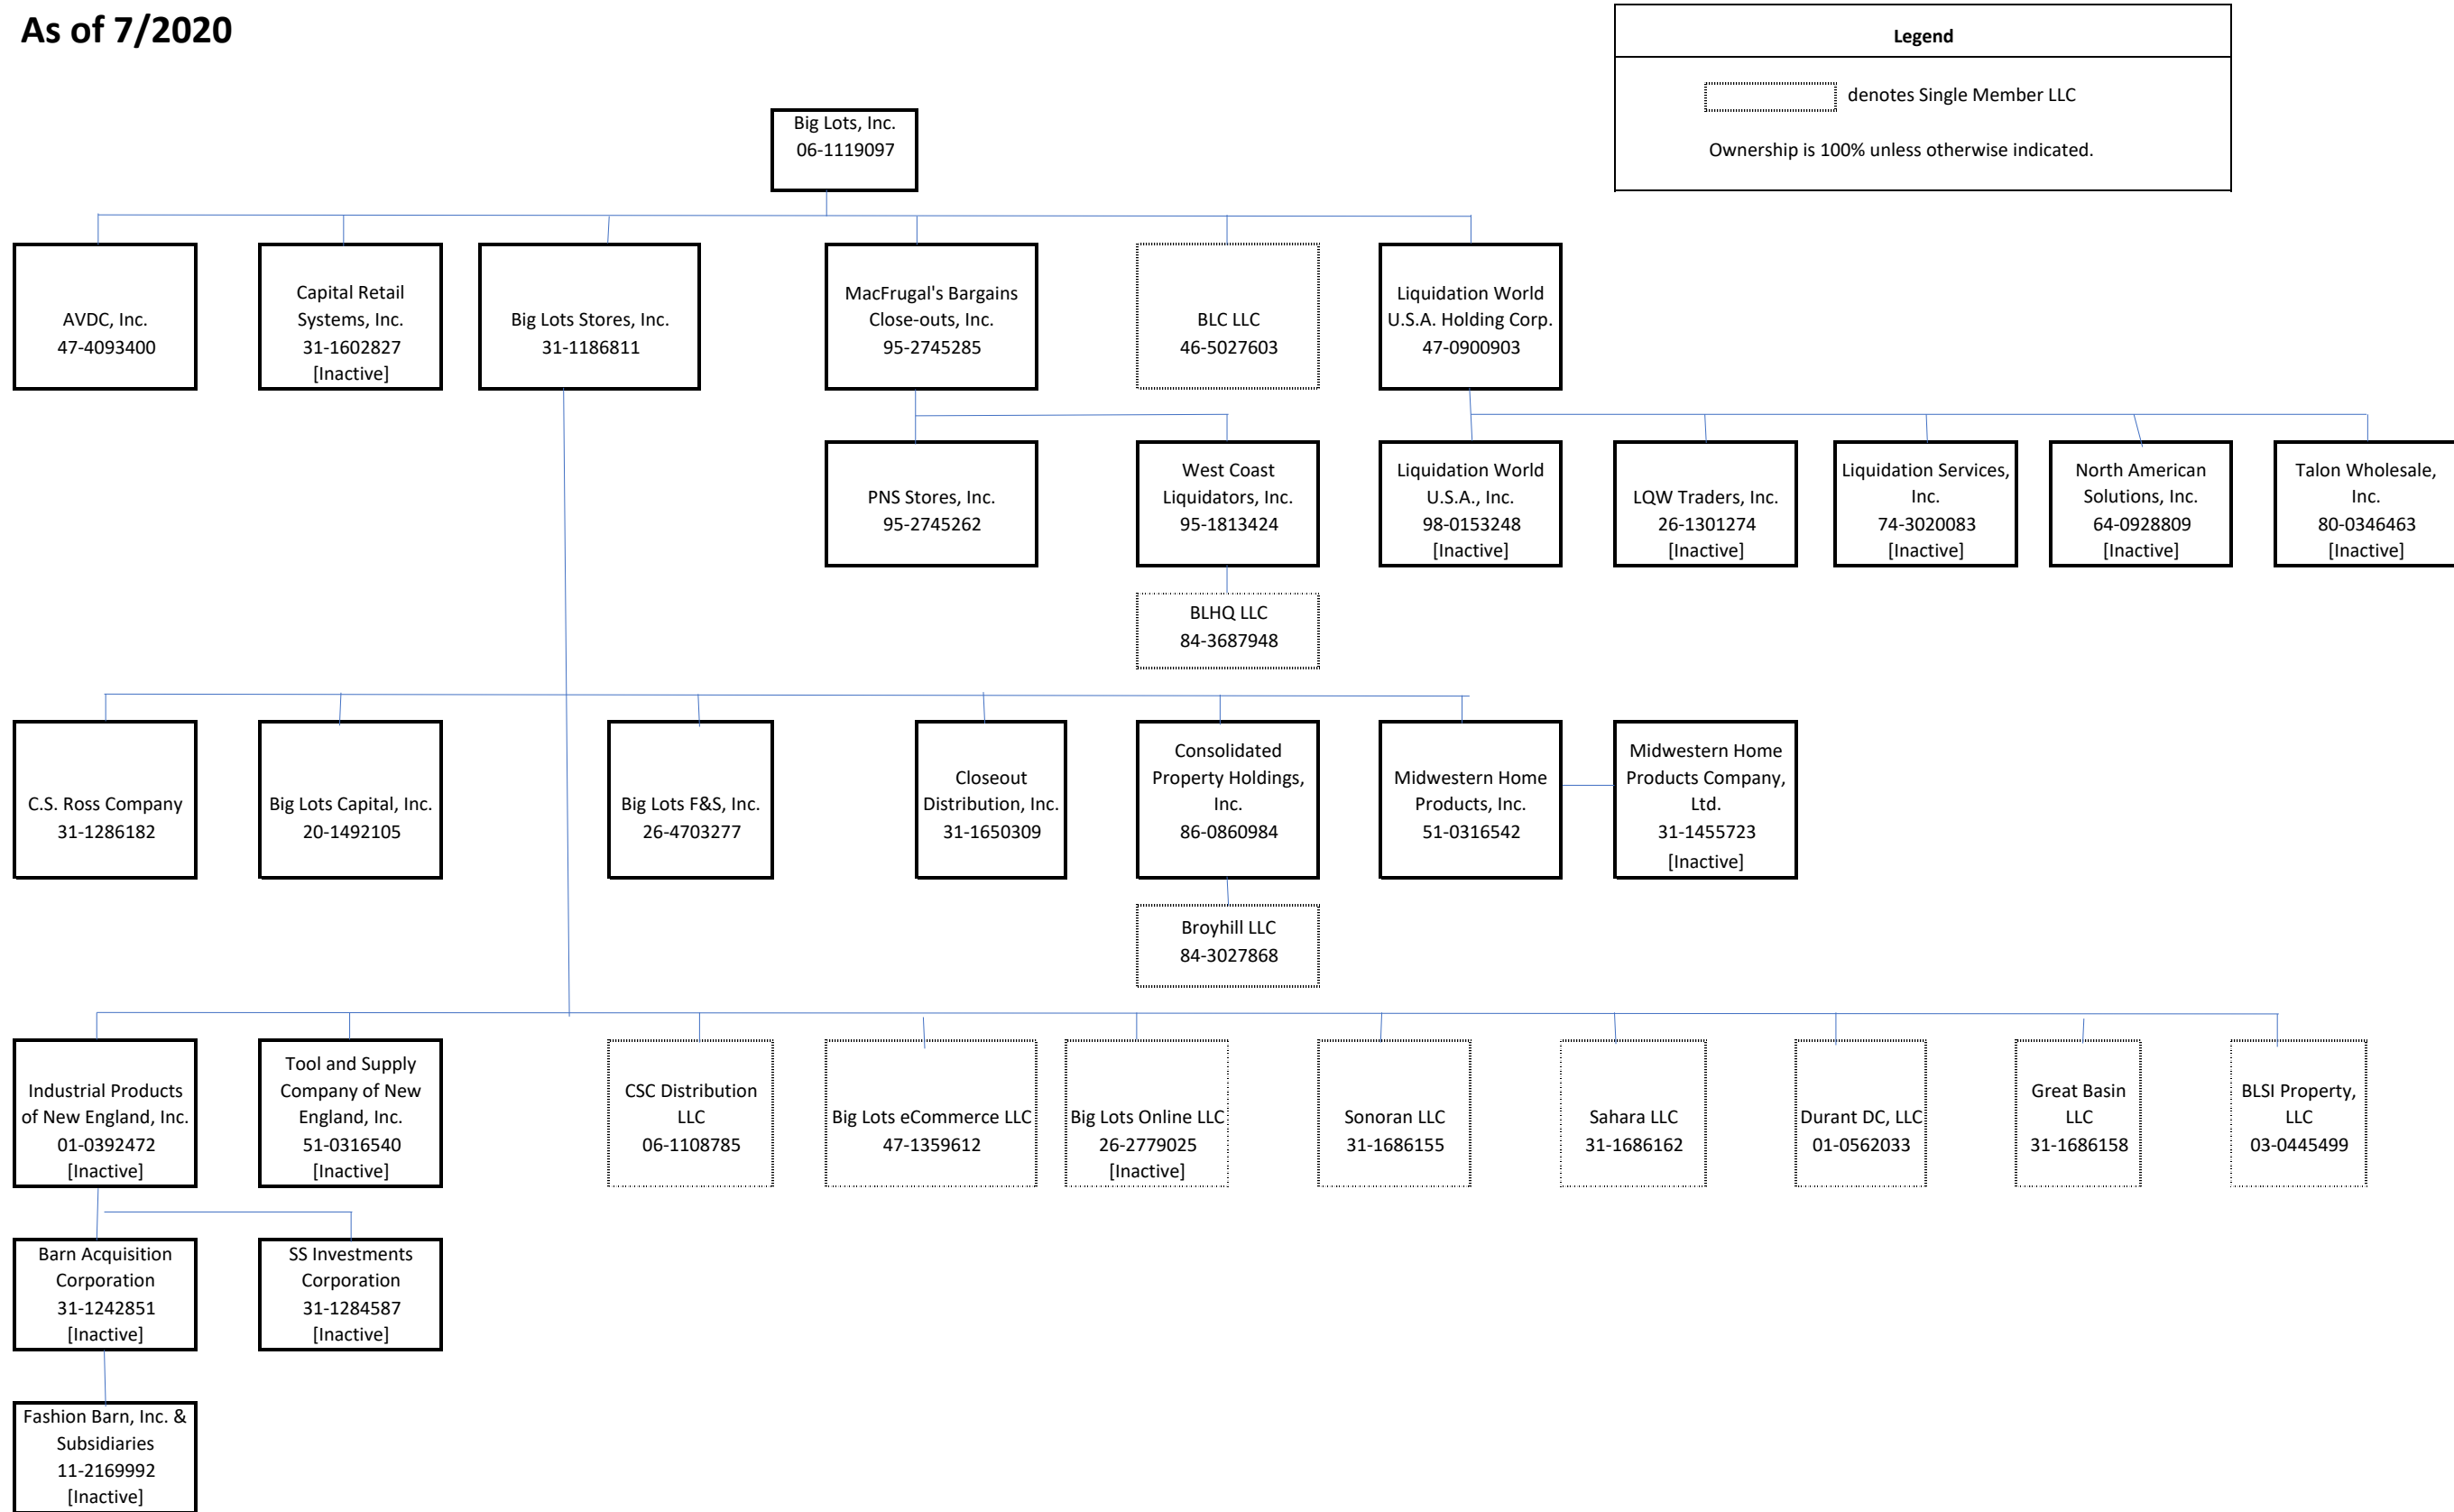 As of 7/2020
Legend
denotes Single Member LLC
Ownership is 100% unless otherwise indicated.
Big Lots, Inc.
06-1119097
AVDC, Inc.
47-4093400
Capital Retail
Systems, Inc.
31-1602827
[Inactive]
Big Lots Stores, Inc.
31-1186811
MacFrugal's Bargains
Close-outs, Inc.
95-2745285
BLC LLC
46-5027603
Liquidation World
U.S.A. Holding Corp.
47-0900903
PNS Stores, Inc.
95-2745262
West Coast
Liquidators, Inc.
95-1813424
Liquidation World
U.S.A., Inc.
98-0153248
[Inactive]
LQW Traders, Inc.
26-1301274
[Inactive]
Liquidation Services,
Inc.
74-3020083
[Inactive]
North American
Solutions, Inc.
64-0928809
[Inactive]
Talon Wholesale,
Inc.
80-0346463
[Inactive]
BLHQ LLC
84-3687948
C.S. Ross Company
31-1286182
Big Lots Capital, Inc.
20-1492105
Big Lots F&S, Inc.
26-4703277
Closeout
Distribution, Inc.
31-1650309
Consolidated
Property Holdings,
Inc.
86-0860984
Midwestern Home
Products, Inc.
51-0316542
Midwestern Home
Products Company,
Ltd.
31-1455723
[Inactive]
Broyhill LLC
84-3027868
Industrial Products
of New England, Inc.
01-0392472
[Inactive]
Tool and Supply
Company of New
England, Inc.
51-0316540
[Inactive]
CSC Distribution
LLC
06-1108785
Big Lots eCommerce LLC
47-1359612
Big Lots Online LLC
26-2779025
[Inactive]
Sonoran LLC
31-1686155
Sahara LLC
31-1686162
Durant DC, LLC
01-0562033
Great Basin
LLC
31-1686158
BLSI Property,
LLC
03-0445499
Barn Acquisition
Corporation
31-1242851
[Inactive]
SS Investments
Corporation
31-1284587
[Inactive]
Fashion Barn, Inc. &
Subsidiaries
11-2169992
[Inactive]